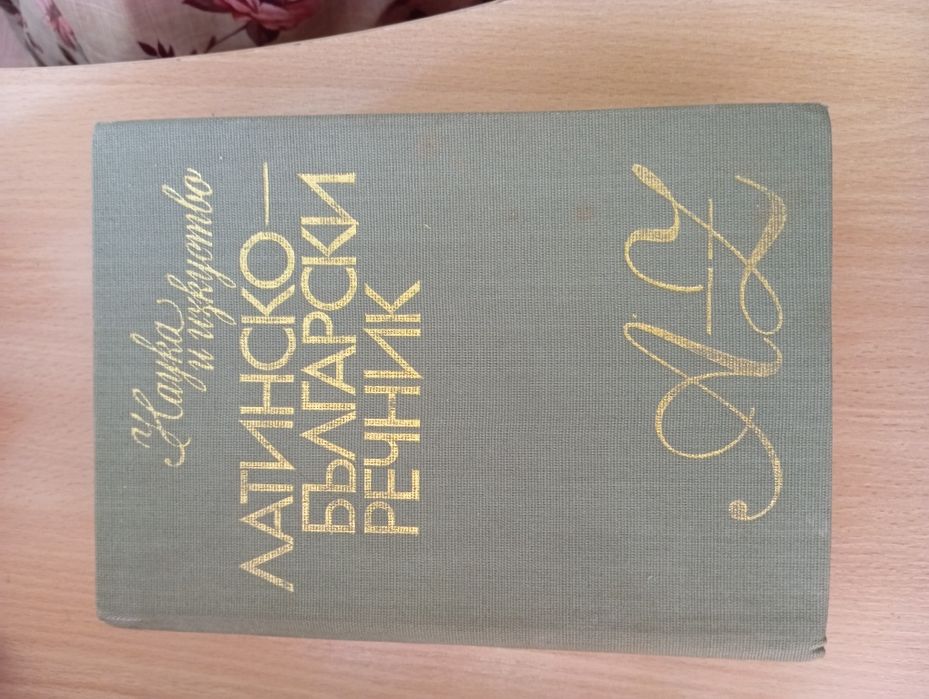 Наука
и изкуство
ЛАТИНСКО—
БЪЛГАРСКИ
РЕЧНИК
A–Z